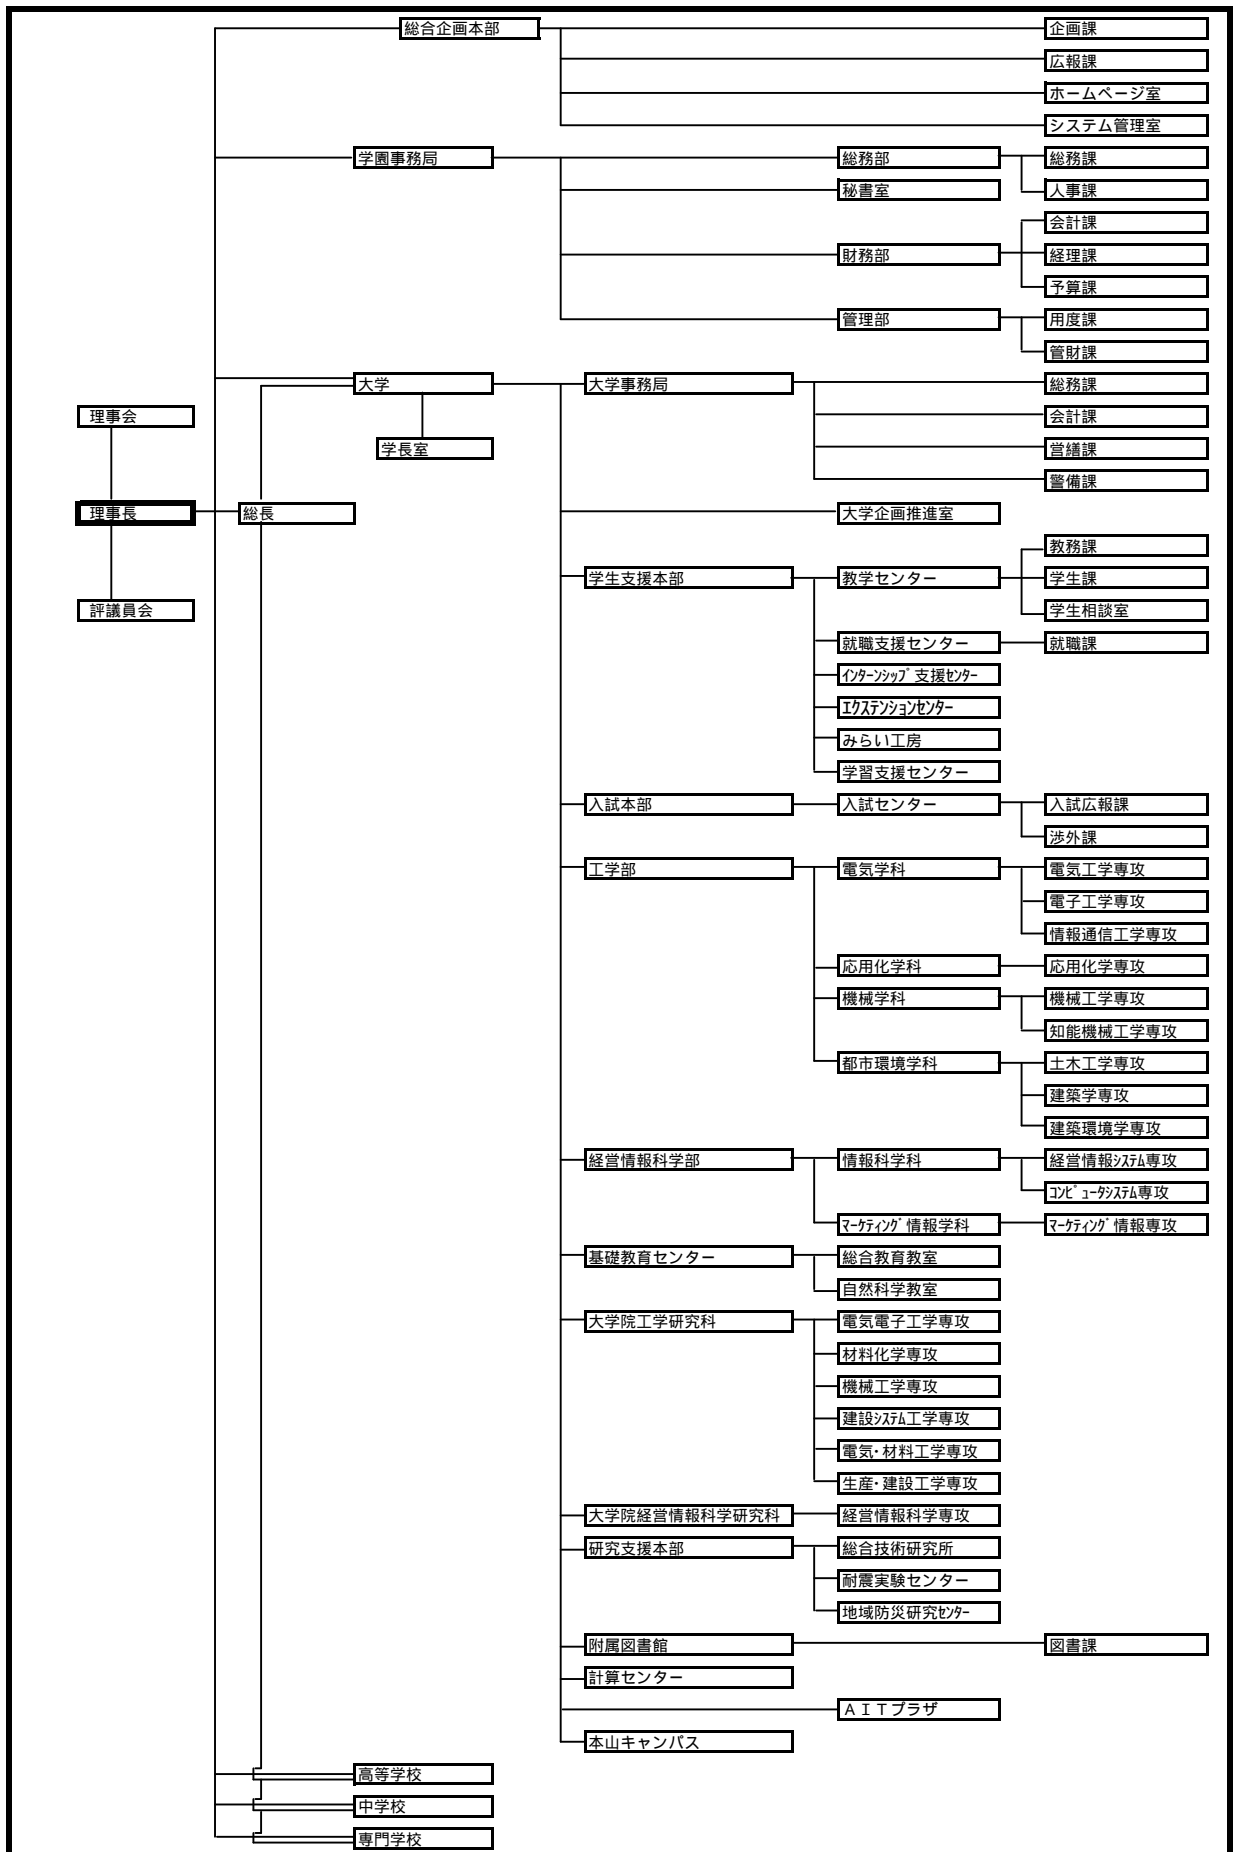 総合企画本部
企画課
広報課
ホームページ室
システム管理室
学園事務局
総務部
総務課
秘書室
人事課
会計課
財務部
経理課
予算課
管理部
用度課
管財課
大学
大学事務局
総務課
理事会
会計課
学長室
営繕課
警備課
理事長
総長
大学企画推進室
教務課
学生支援本部
教学センター
学生課
評議員会
学生相談室
就職支援センター
就職課
ｲﾝﾀｰﾝｼｯﾌﾟ支援ｾﾝﾀｰ
ｴｸｽﾃﾝｼｮﾝｾﾝﾀｰ
みらい工房
学習支援センター
入試本部
入試センター
入試広報課
渉外課
工学部
電気学科
電気工学専攻
電子工学専攻
情報通信工学専攻
応用化学科
応用化学専攻
機械学科
機械工学専攻
知能機械工学専攻
都市環境学科
土木工学専攻
建築学専攻
建築環境学専攻
経営情報科学部
情報科学科
経営情報ｼｽﾃﾑ専攻
ｺﾝﾋﾟｭｰﾀｼｽﾃﾑ専攻
ﾏｰｹﾃｨﾝｸﾞ情報学科
ﾏｰｹﾃｨﾝｸﾞ情報専攻
基礎教育センター
総合教育教室
自然科学教室
大学院工学研究科
電気電子工学専攻
材料化学専攻
機械工学専攻
建設ｼｽﾃﾑ工学専攻
電気･材料工学専攻
生産･建設工学専攻
大学院経営情報科学研究科
経営情報科学専攻
研究支援本部
総合技術研究所
耐震実験センター
地域防災研究ｾﾝﾀｰ
附属図書館
図書課
計算センター
ＡＩＴプラザ
本山キャンパス
高等学校
中学校
専門学校